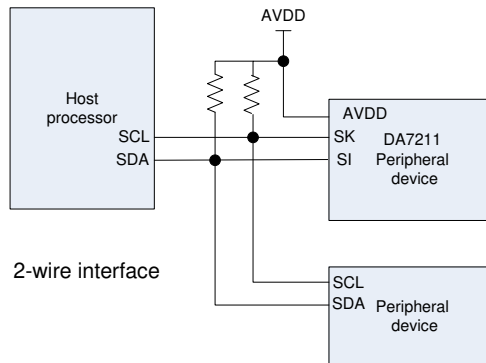 AVDD
Host
processor
SCL
SDA
AVDD
SK
DA7211
SI
Peripheral
device
2-wire interface
SCL
SDA
Peripheral
device